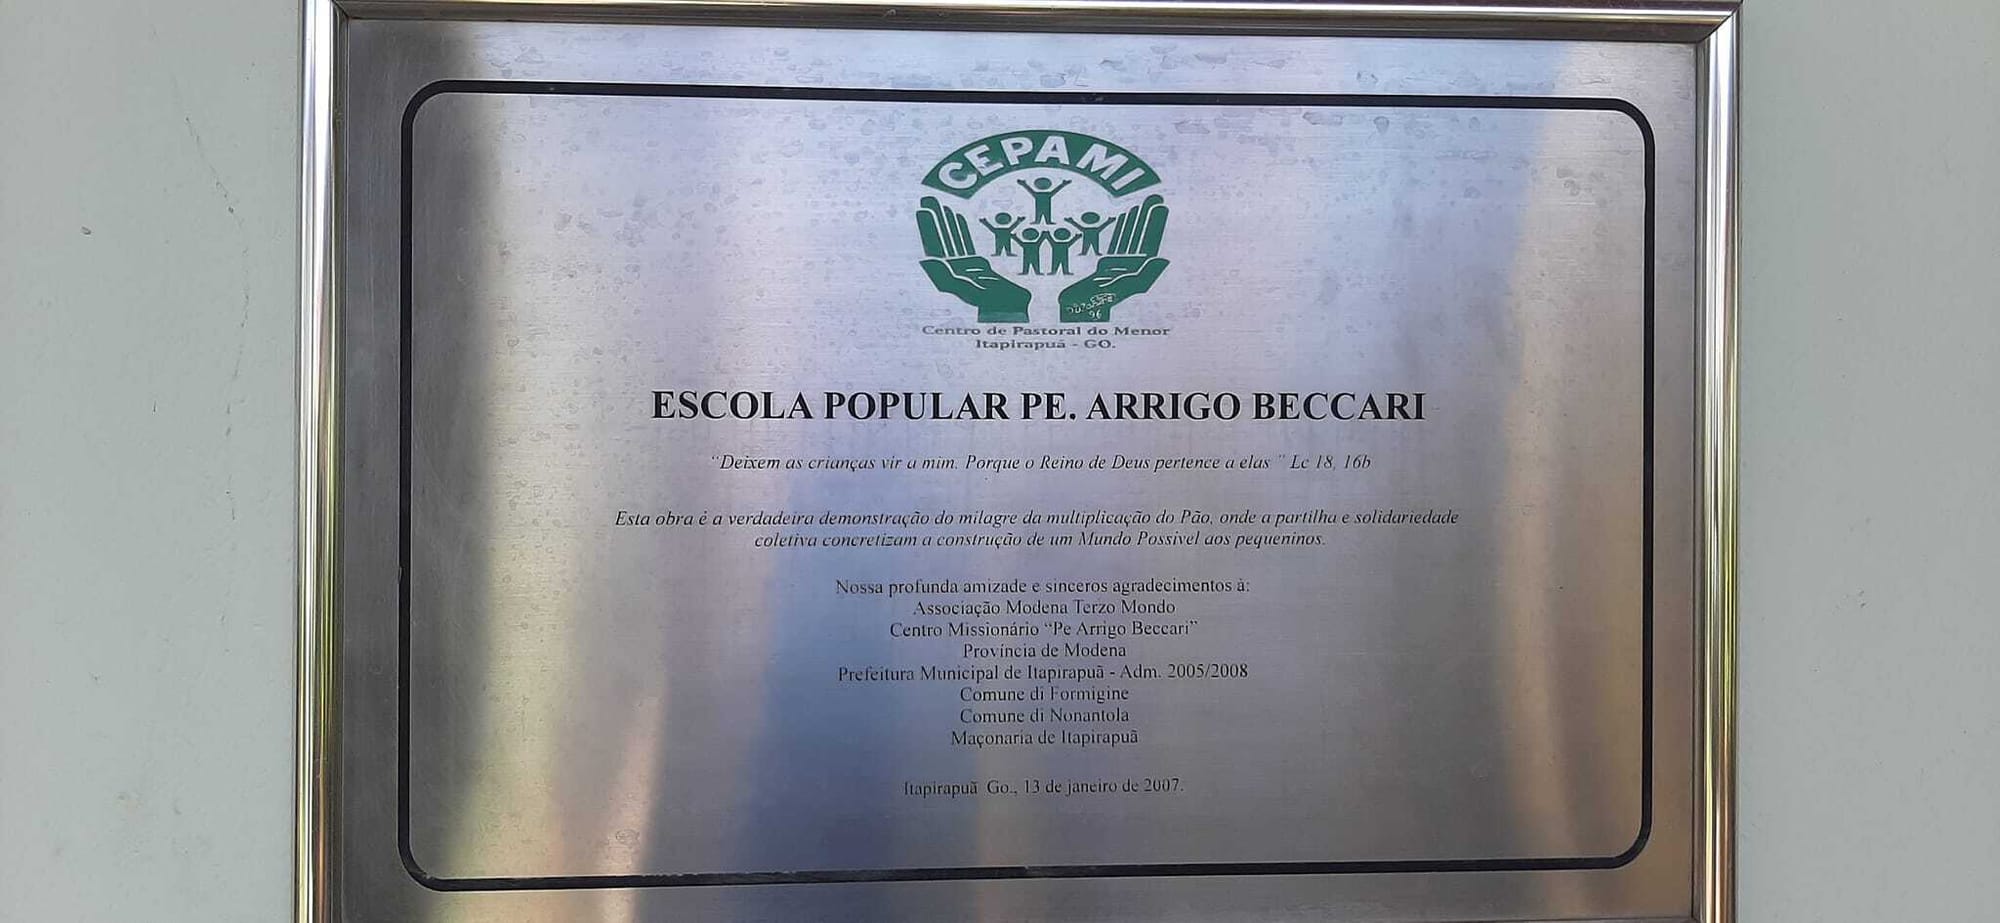 CEPAMI
96
Centro de Pastoral do Menor
Itapirapuã - GO.
ESCOLA POPULAR PE. ARRIGO BECCARI
"Deixem as crianças vir a mim. Porque o Reino de Deus pertence a elas " Lc 18, 16b
Esta obra é a verdadeira demonstração do milagre da multiplicação do Pão, onde a partilha e solidariedade
coletiva concretizam a construção de um Mundo Possível aos pequeninos.
Nossa profunda amizade e sinceros agradecimentos à:
Associação Modena Terzo Mondo
Centro Missionário “Pe Arrigo Beccari”
Província de Modena
Prefeitura Municipal de Itapirapuã - Adm. 2005/2008
Comune di Formigine
Comune di Nonantola
Maçonaria de Itapirapuã
Itapirapuã Go., 13 de janeiro de 2007.